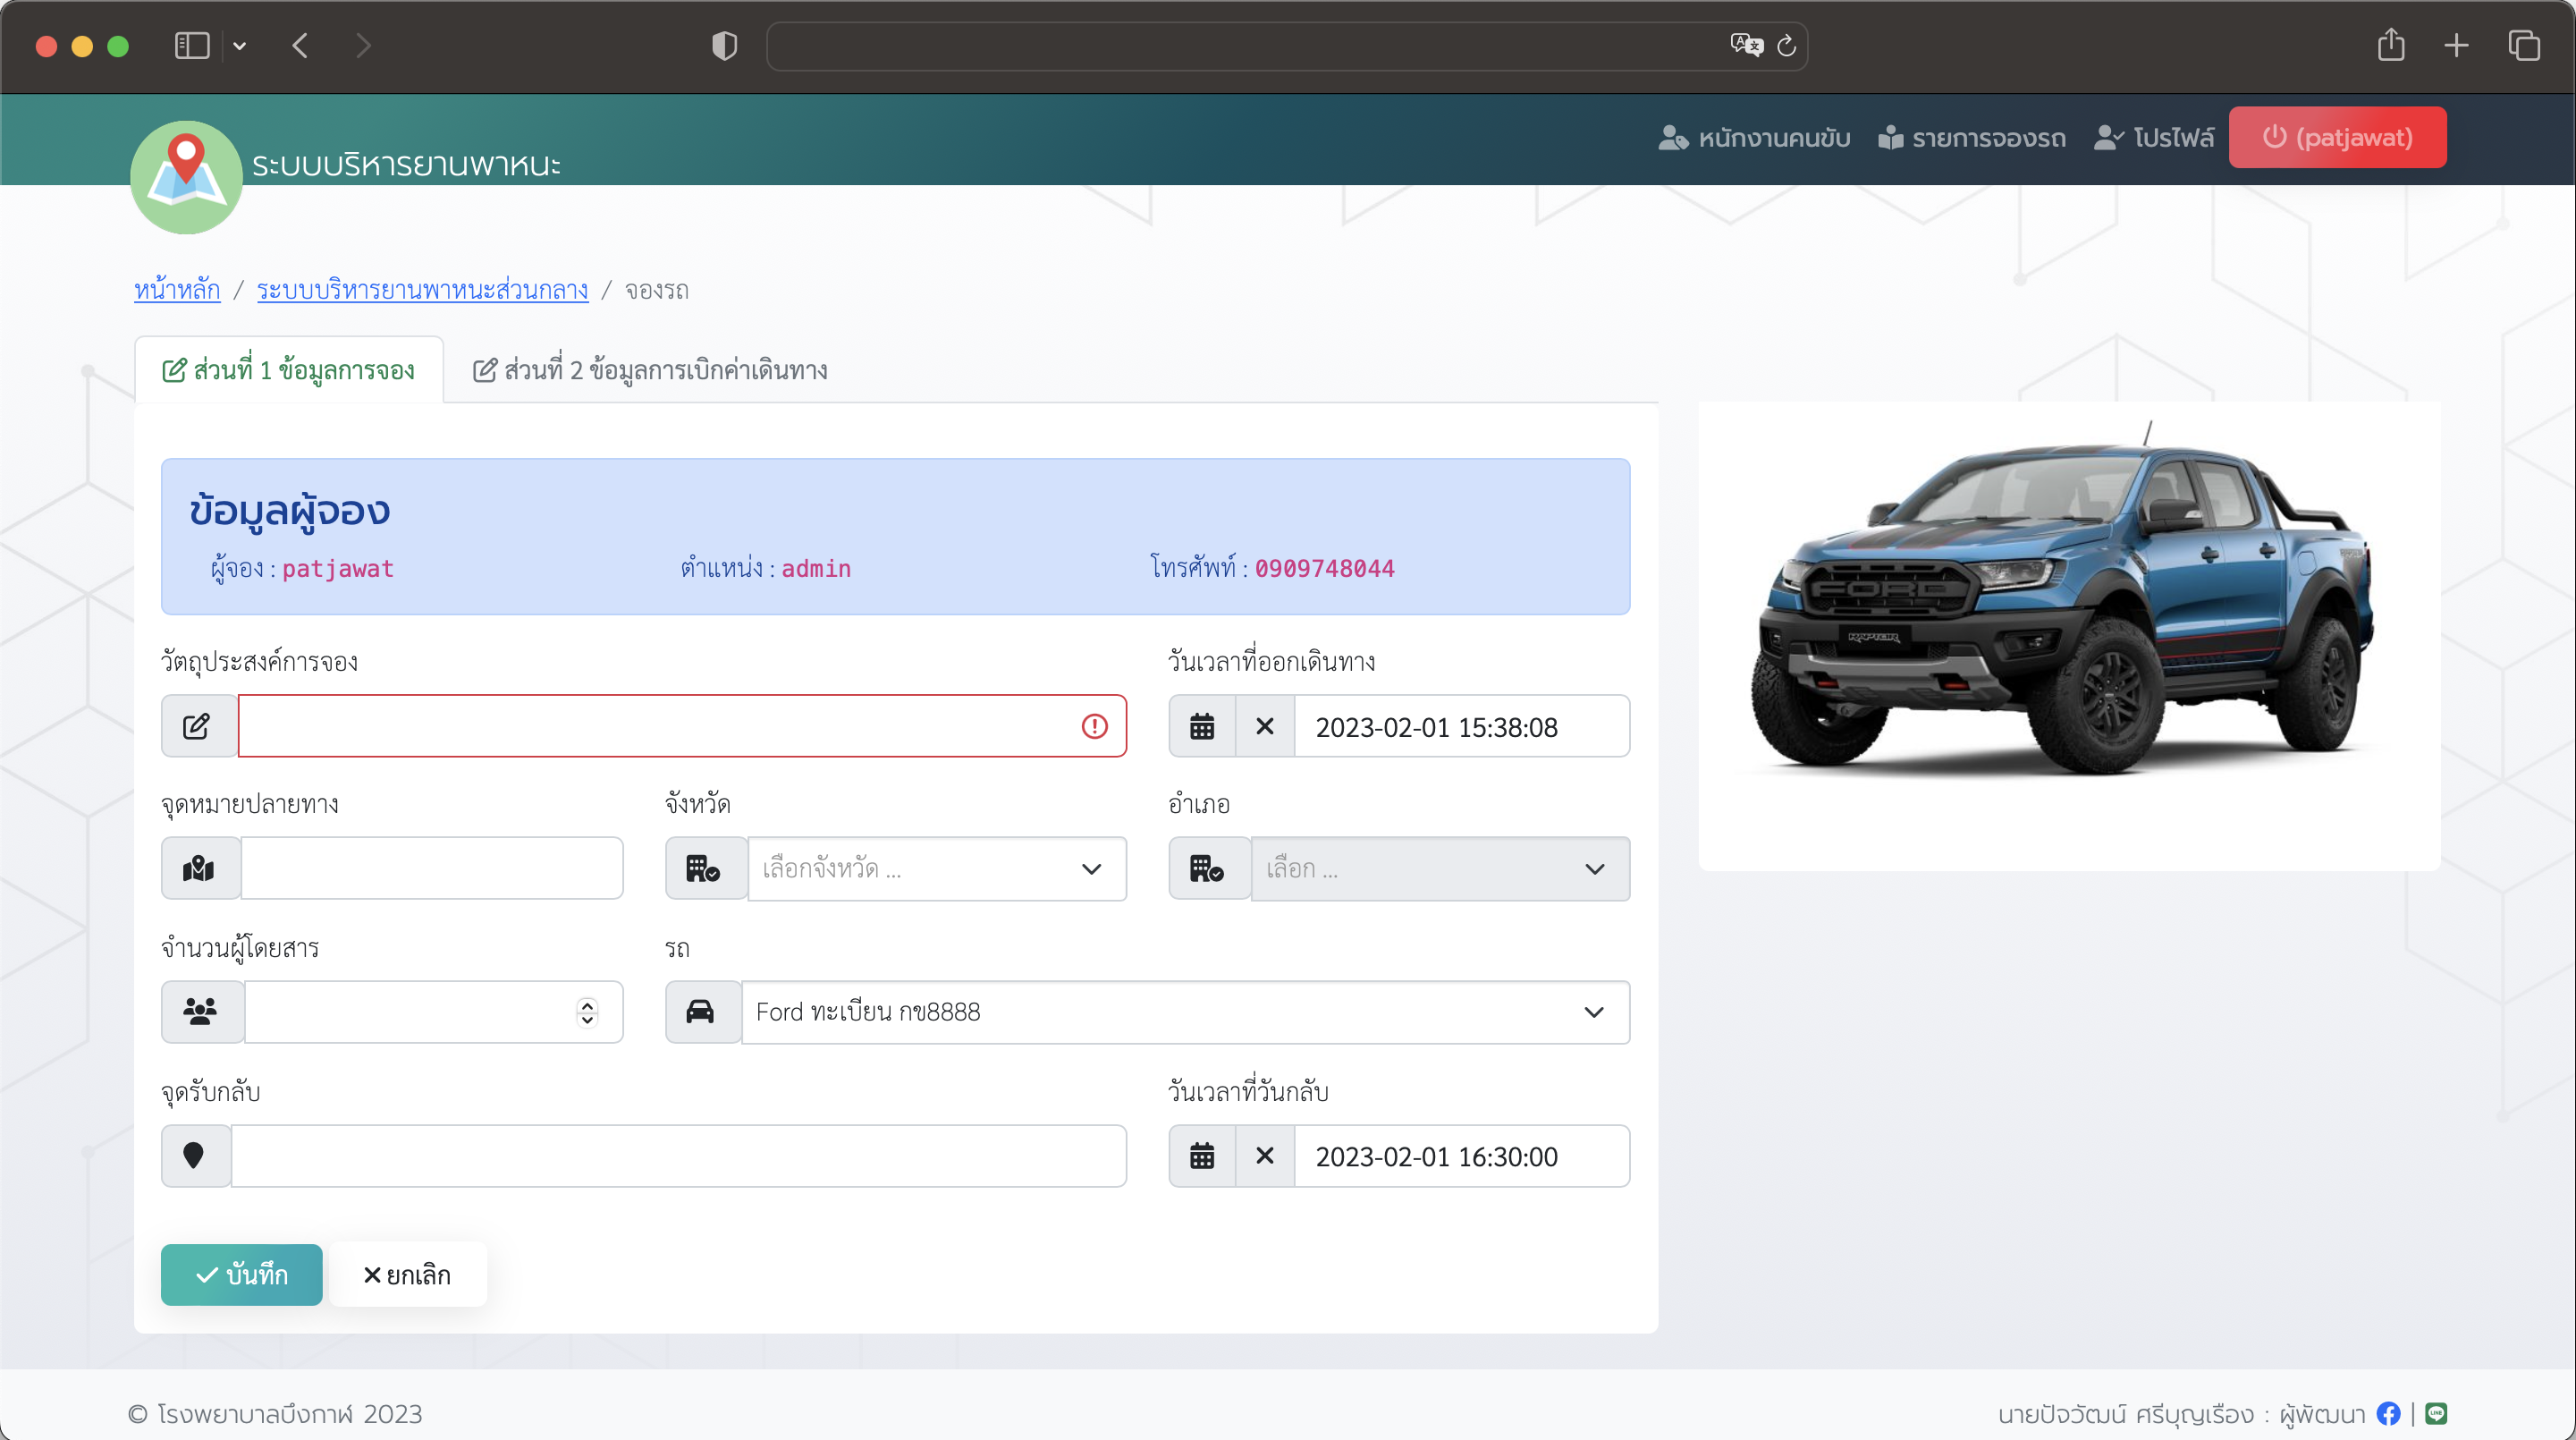 ระบบบริหารยานพาหนะ
หนักงานคนขับ
รายการจองรถ
โปรไฟล์
(patjawat)
หน้าหลัก / ระบบบริหารยานพาหนะส่วนกลาง / จองรถ
ส่วนที่ 1 ข้อมูลการจอง
ส่วนที่ 2 ข้อมูลการเบิกค่าเดินทาง
ข้อมูลผู้จอง
ผู้จอง : patjawat
ตำแหน่ง : admin
โทรศัพท์ : 0909748044
FORD
RAPTOR
วัตถุประสงค์การจอง
วันเวลาที่ออกเดินทาง
2023-02-01 15:38:08
จุดหมายปลายทาง
จังหวัด
อำเภอ
เลือกจังหวัด ...
เลือก ...
จำนวนผู้โดยสาร
รถ
Ford ทะเบียน กข8888
จุดรับกลับ
วันเวลาที่วันกลับ
2023-02-01 16:30:00
บันทึก
ยกเลิก
© โรงพยาบาลบึงกาฬ 2023
นายปัจวัฒน์ ศรีบุญเรือง : ผู้พัฒนา |